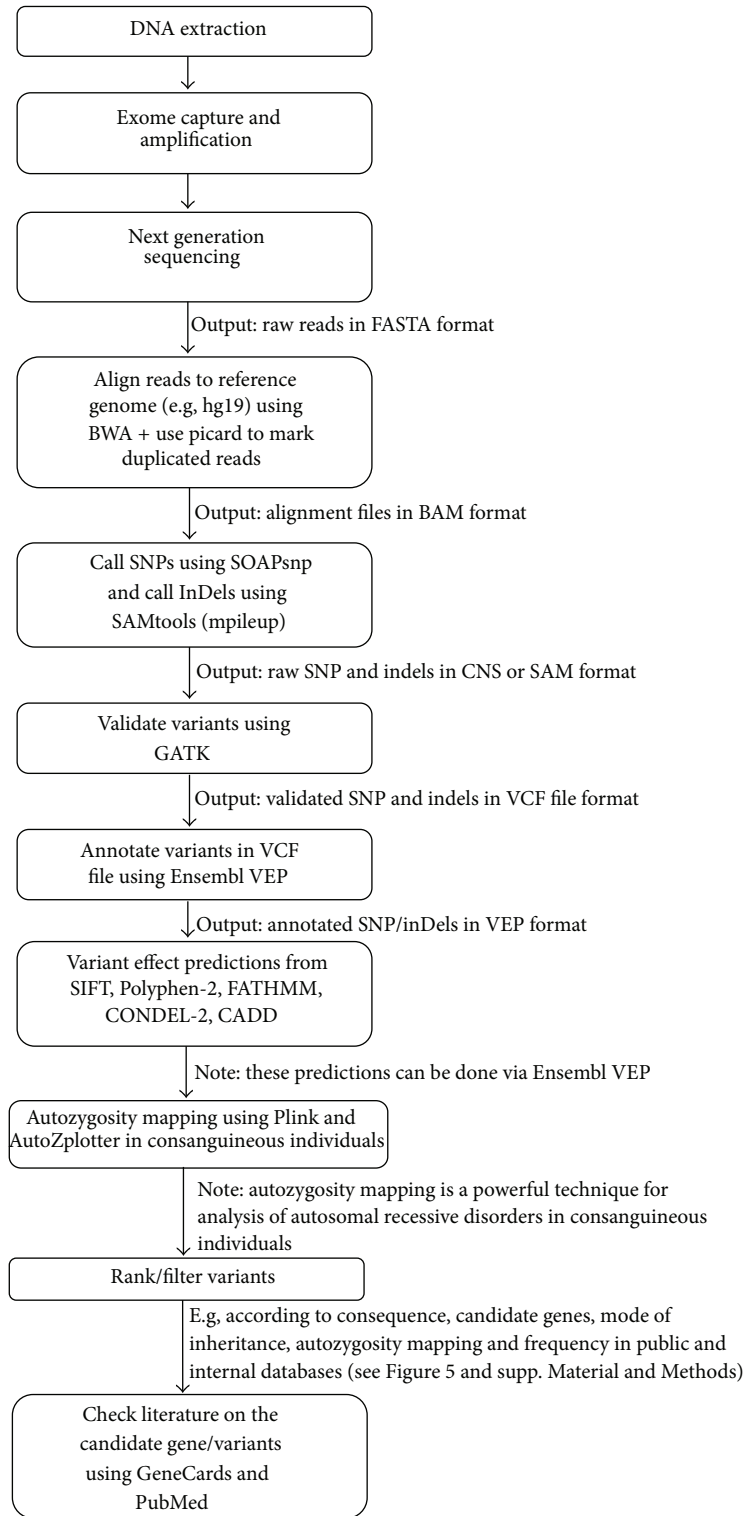 DNA extraction
Exome capture and
amplification
Next generation
sequencing
Output: raw reads in FASTA format
Align reads to reference
genome (e.g, hg19) using
BWA + use picard to mark
duplicated reads
Output: alignment files in BAM format
Call SNPs using SOAPsnp
and call InDels using
SAMtools (mpileup)
Output: raw SNP and indels in CNS or SAM format
Validate variants using
GATK
Output: validated SNP and indels in VCF file format
Annotate variants in VCF
file using Ensembl VEP
Output: annotated SNP/inDels in VEP format
Variant effect predictions from
SIFT, Polyphen-2, FATHMM,
CONDEL-2, CADD
Note: these predictions can be done via Ensembl VEP
Autozygosity mapping using Plink and
AutoZplotter in consanguineous individuals
Note: autozygosity mapping is a powerful technique for
analysis of autosomal recessive disorders in consanguineous
individuals
Rank/filter variants
E.g, according to consequence, candidate genes, mode of
inheritance, autozygosity mapping and frequency in public and
internal databases (see Figure 5 and supp. Material and Methods)
Check literature on the
candidate gene/variants
using GeneCards and
PubMed